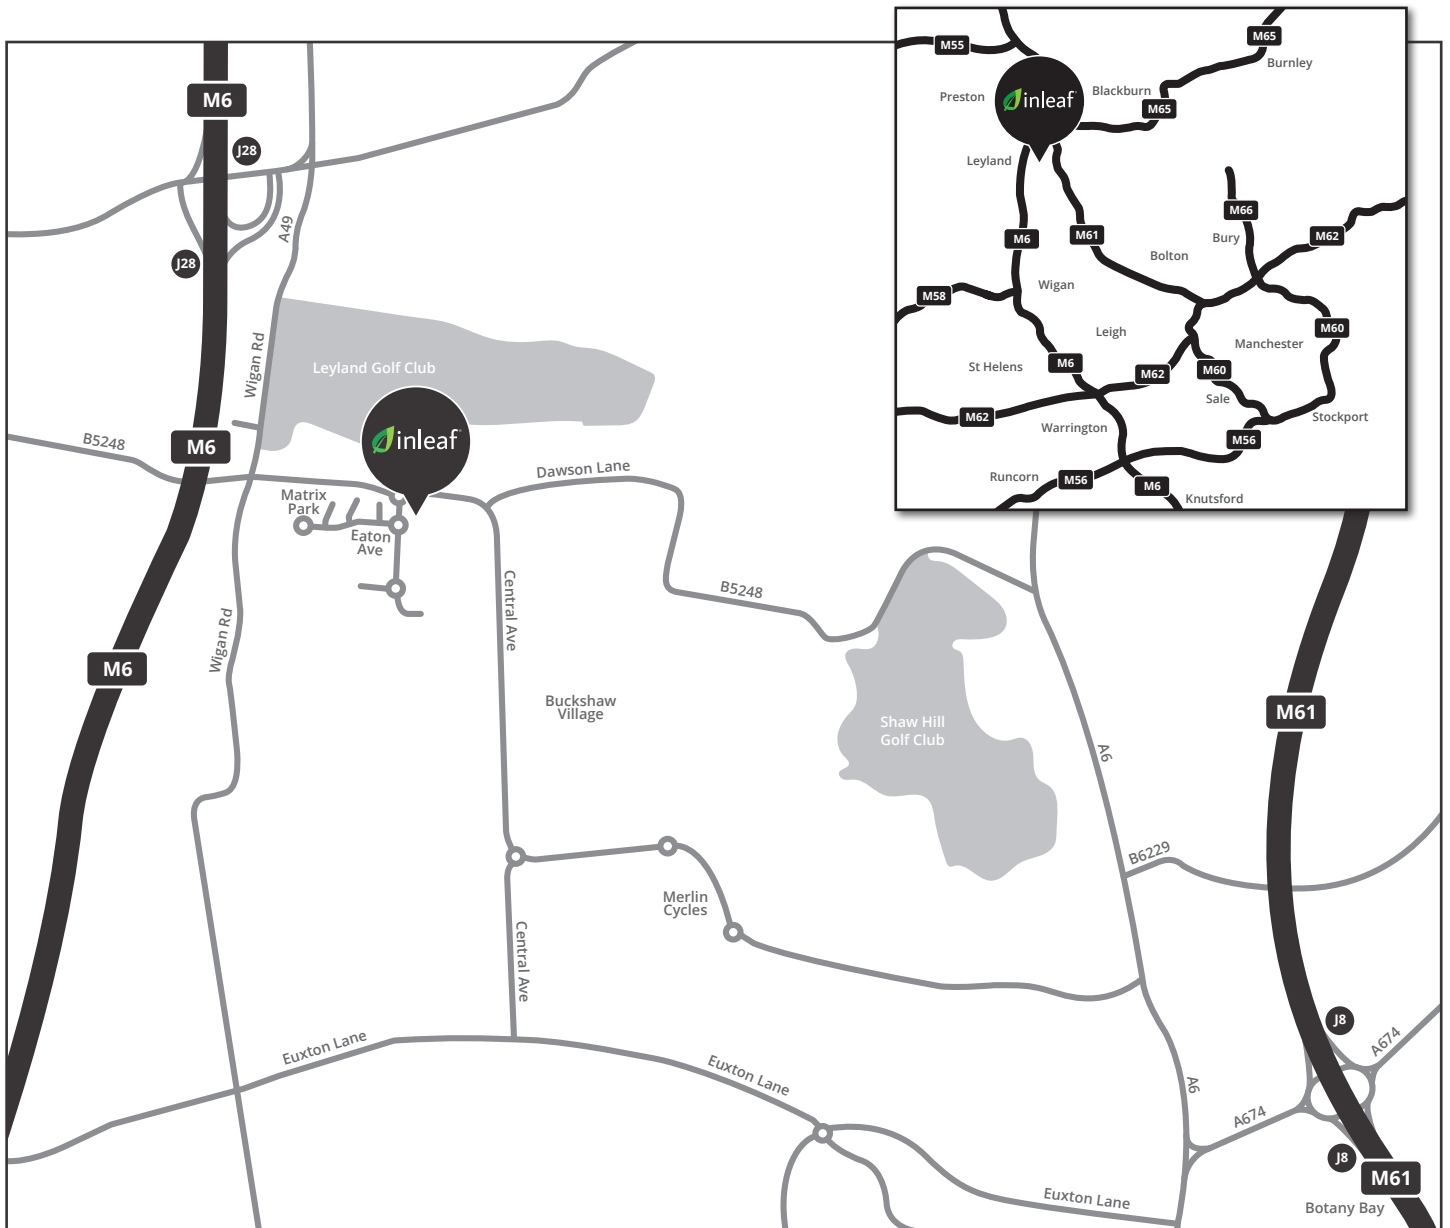 M6
J28
A49
J28
Wigan Rd
Leyland Golf Club
inleaf
B5248
M6
Dawson Lane
Matrix
Park
Eaton
Ave
Central Ave
B5248
Wigan Rd
M6
Buckshaw
Village
Shaw Hill
Golf Club
A6
M61
B6229
Merlin
Cycles
Central Ave
Euxton Lane
Euxton Lane
J8
A674
A6
A674
J8
M61
Euxton Lane
Botany Bay
M55
M65
Burnley
Preston
inleaf
Blackburn
M65
Leyland
M66
M6
M61
Bury
M62
Bolton
Wigan
M58
Leigh
M60
Manchester
St Helens
M6
M62
M60
Sale
M62
Stockport
Warrington
M56
Runcorn
M56
M6
Knutsford